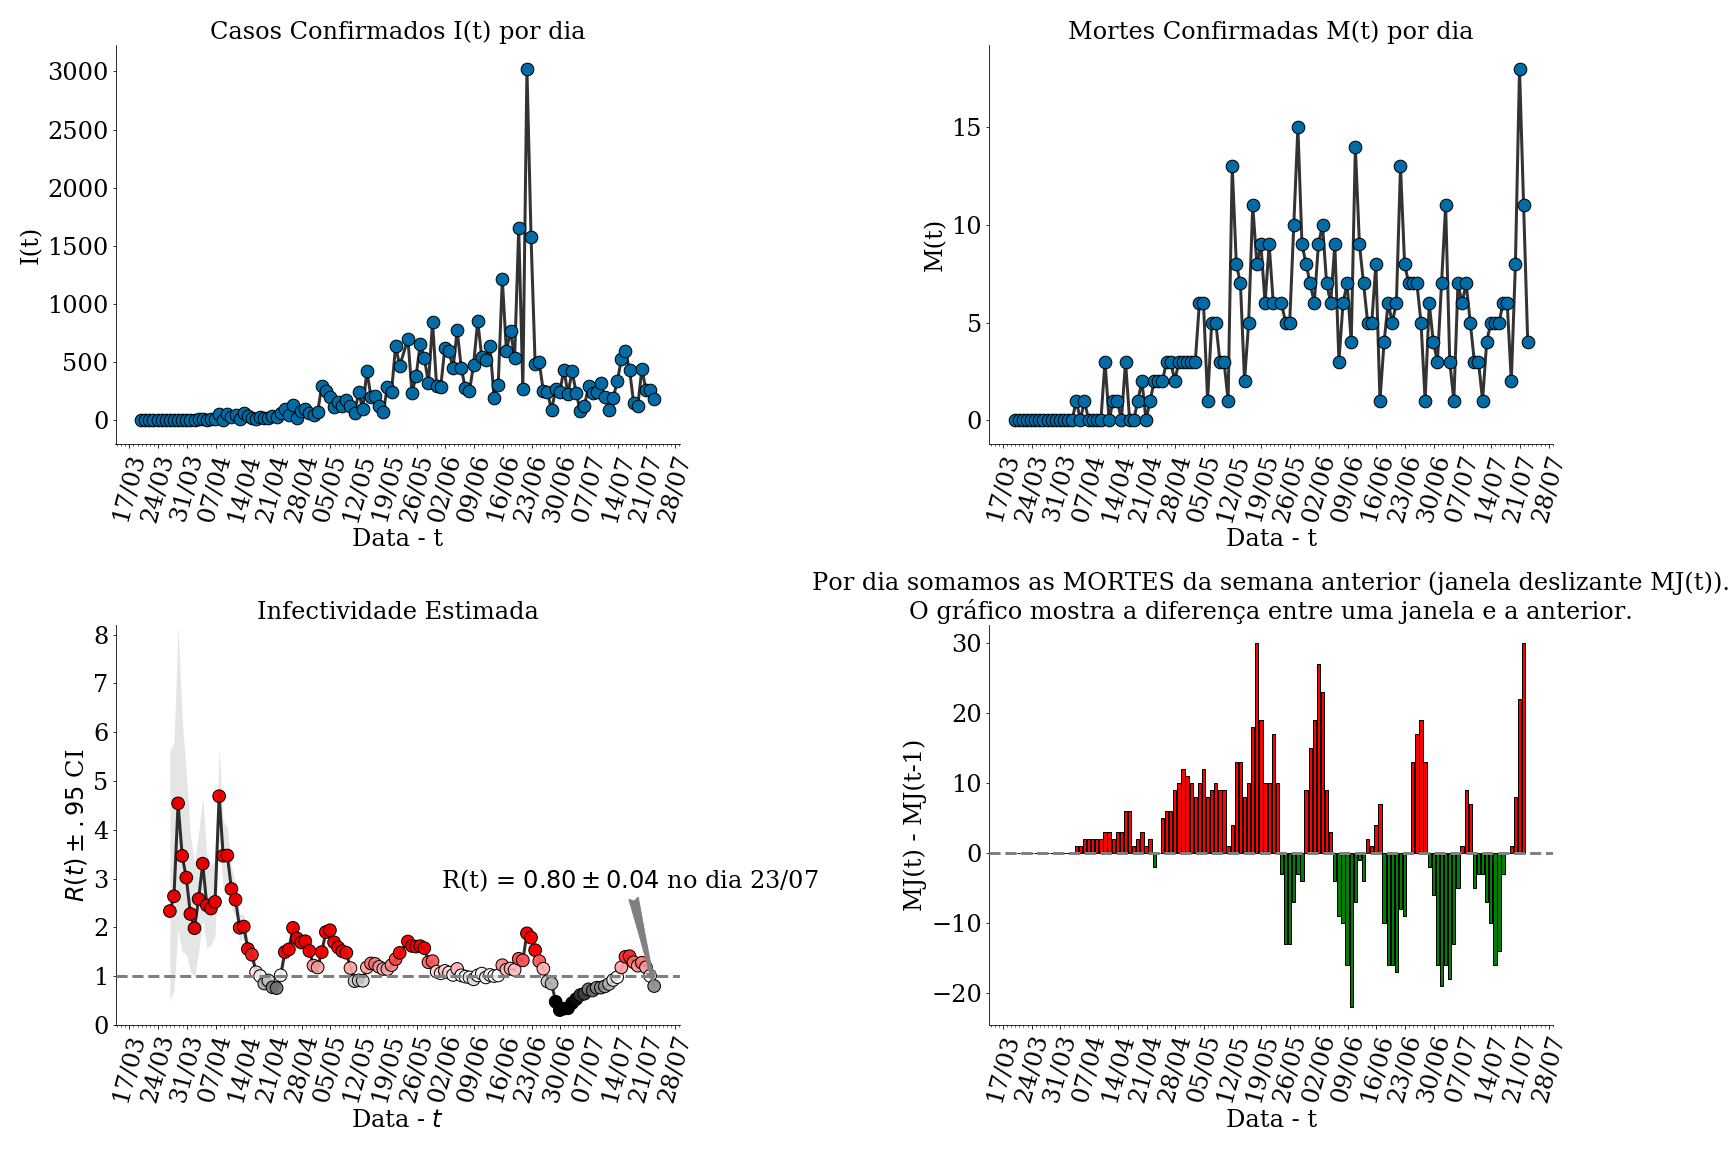 Casos Confirmados I(t) por dia
I(t)
3000
2500
2000
1500
1000
500
0
17/03 24/03 31/03 07/04 14/04 21/04 28/04 05/05 12/05 19/05 26/05 02/06 09/06 16/06 23/06 30/06 07/07 14/07 21/07 28/07
Data - t
Mortes Confirmadas M(t) por dia
M(t)
15
10
5
0
17/03 24/03 31/03 07/04 14/04 21/04 28/04 05/05 12/05 19/05 26/05 02/06 09/06 16/06 23/06 30/06 07/07 14/07 21/07 28/07
Data - t
Infectividade Estimada
R(t) ± .95 CI
8
7
6
5
4
3
2
1
0
R(t) = 0.80 ± 0.04 no dia 23/07
17/03 24/03 31/03 07/04 14/04 21/04 28/04 05/05 12/05 19/05 26/05 02/06 09/06 16/06 23/06 30/06 07/07 14/07 21/07 28/07
Data - t
Por dia somamos as MORTES da semana anterior (janela deslizante MJ(t)).
O gráfico mostra a diferença entre uma janela e a anterior.
MJ(t) - MJ(t-1)
30
20
10
0
−10
−20
17/03 24/03 31/03 07/04 14/04 21/04 28/04 05/05 12/05 19/05 26/05 02/06 09/06 16/06 23/06 30/06 07/07 14/07 21/07 28/07
Data - t